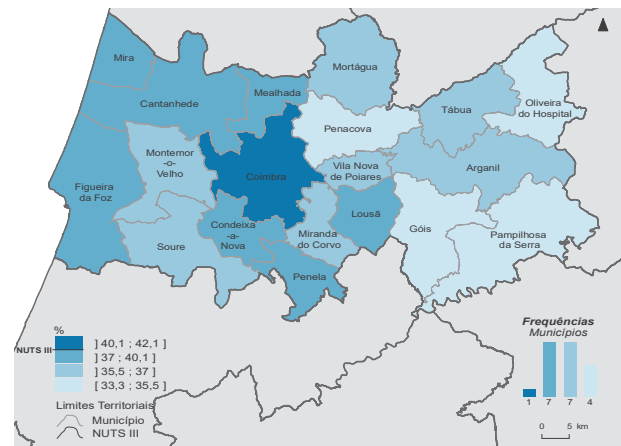 Mira
Mortágua
Mealhada
Cantanhede
Tábua
Oliveira
do Hospital
Penacova
Montemor
-o-
Velho
Vila Nova
de Poiares
Arganil
Coimbra
Figueira
da Foz
Lousã
Condeixa
-a-
Nova
Góis
Pampilhosa
da Serra
Miranda
do Corvo
Soure
Penela
%
] 40,1 ; 42,1 ]
NUTS III
] 37 ; 40,1 ]
] 35,5 ; 37 ]
[ 33,3 ; 35,5 ]
Limites Territoriais
Município
NUTS III
Frequências
Municípios
1 7 7 4
0 5 km